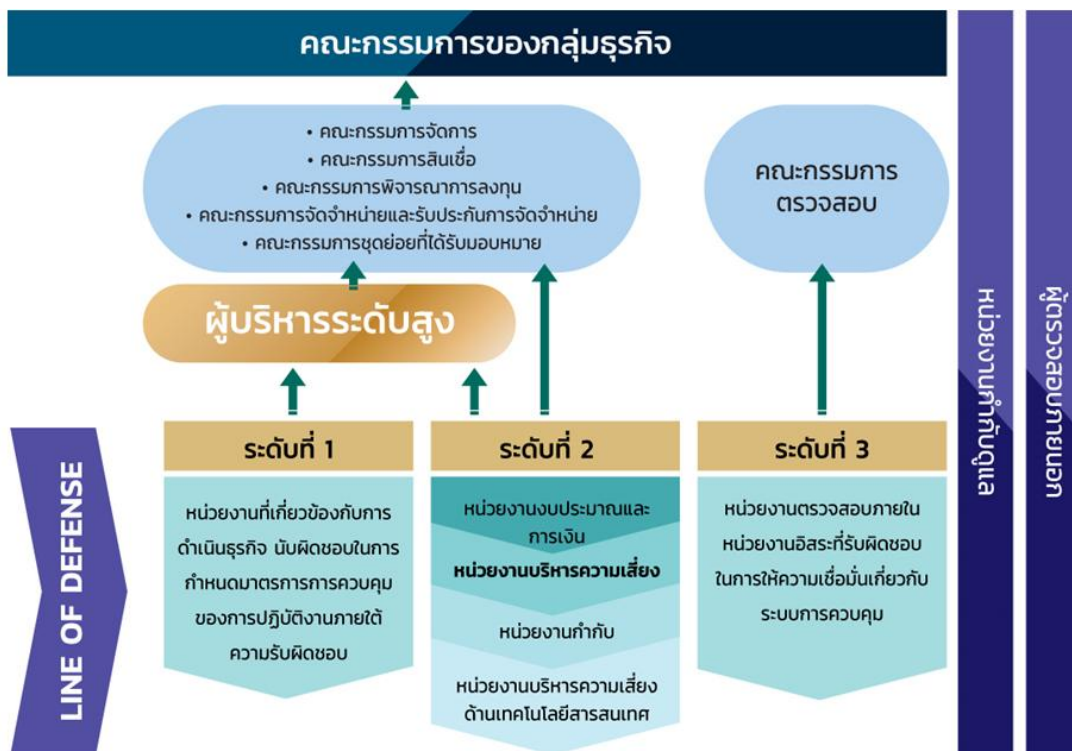 คณะกรรมการของกลุ่มธุรกิจ
• คณะกรรมการจัดการ
• คณะกรรมการสินเชื่อ
• คณะกรรมการพิจารณาการลงทุน
• คณะกรรมการจัดจำหน่ายและรับประกันการจัดจำหน่าย
• คณะกรรมการชุดย่อยที่ได้รับมอบหมาย
คณะกรรมการ
ตรวจสอบ
ผู้บริหารระดับสูง
LINE OF DEFENSE
ระดับที่ 1
หน่วยงานที่เกี่ยวข้องกับการ
ดำเนินธุรกิจ นับผิดชอบในการ
กำหนดมาตรการการควบคุม
ของการปฏิบัติงานภายใต้
ความรับผิดชอบ
ระดับที่ 2
หน่วยงานงบประมาณและ
การเงิน
หน่วยงานบริหารความเสี่ยง
หน่วยงานกำกับ
หน่วยงานบริหารความเสี่ยง
ด้านเทคโนโลยีสารสนเทศ
ระดับที่ 3
หน่วยงานตรวจสอบภายใน
หน่วยงานอิสระที่รับผิดชอบ
ในการให้ความเชื่อมั่นเกี่ยวกับ
ระบบการควบคุม
หน่วยงานกำกับดูแล
ผู้ตรวจสอบภายนอก